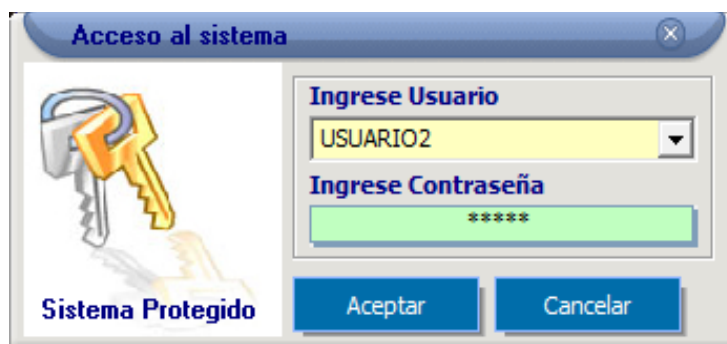 Acceso al sistema
Ingrese Usuario
USUARIO2
Ingrese Contraseña
*****
Sistema Protegido
Aceptar
Cancelar